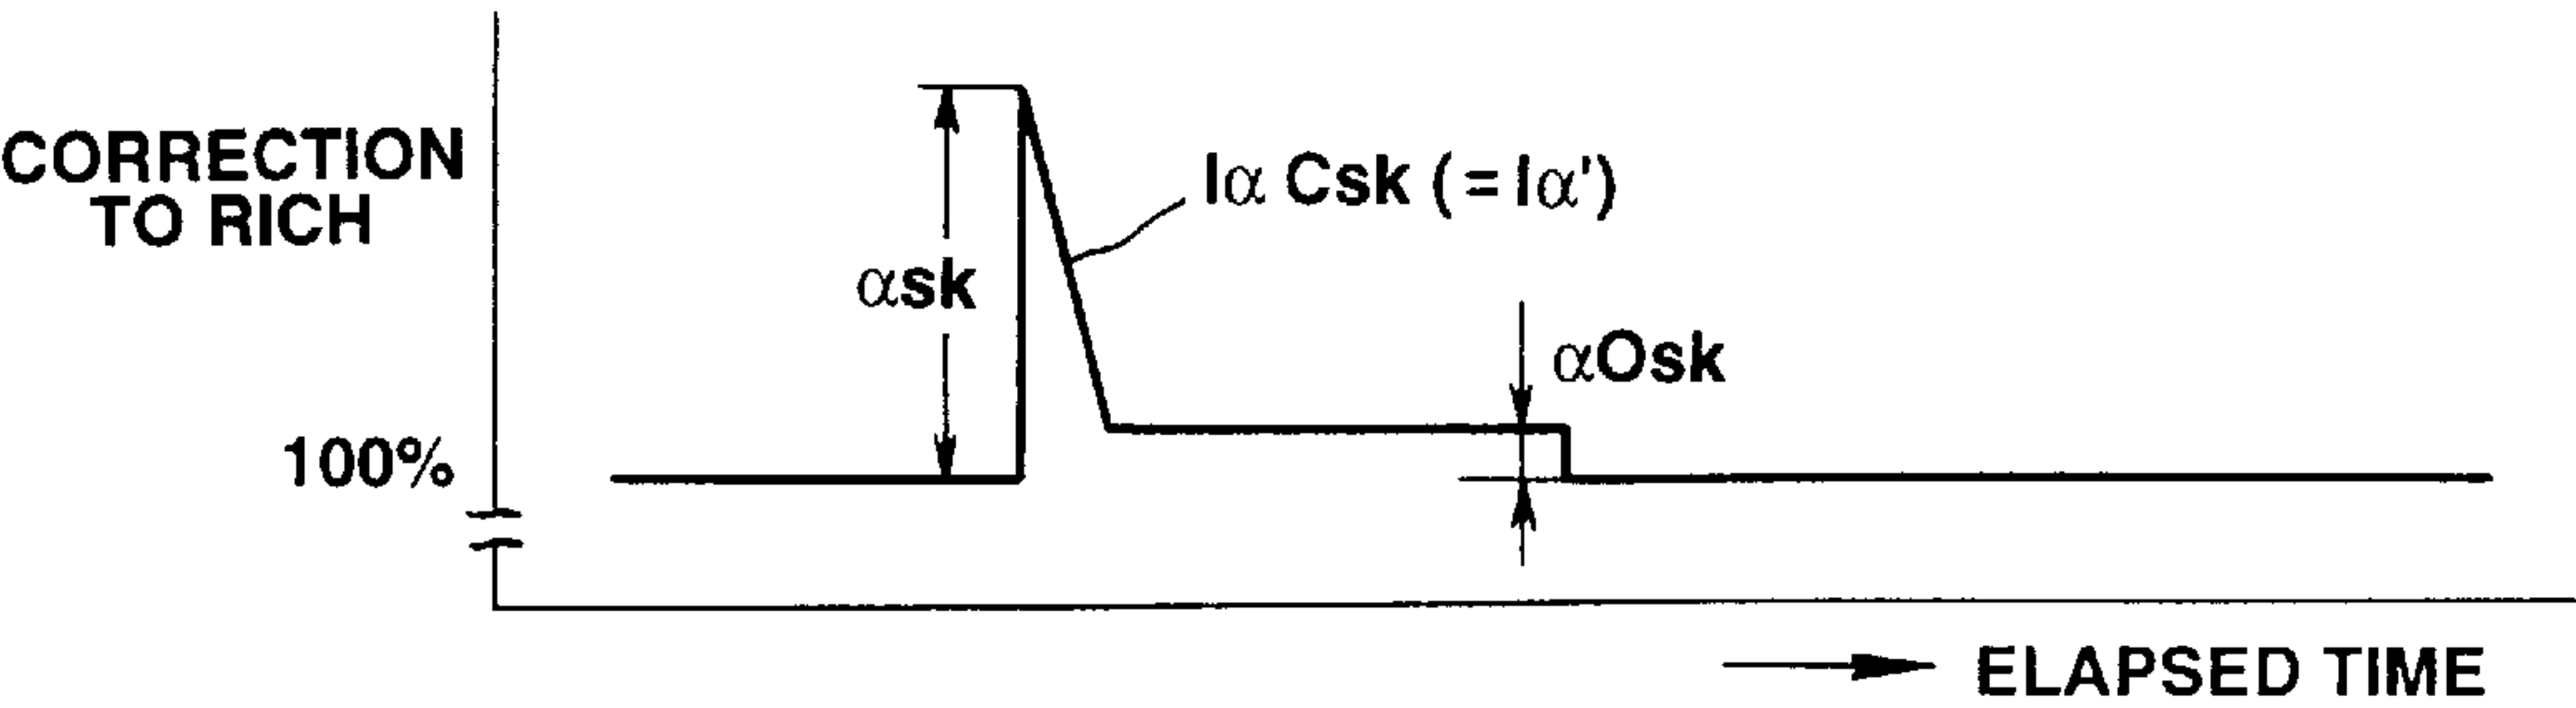 CORRECTION
TO RICH
Iα Csk (= Iα')
αsk
αOsk
100%
ELAPSED TIME